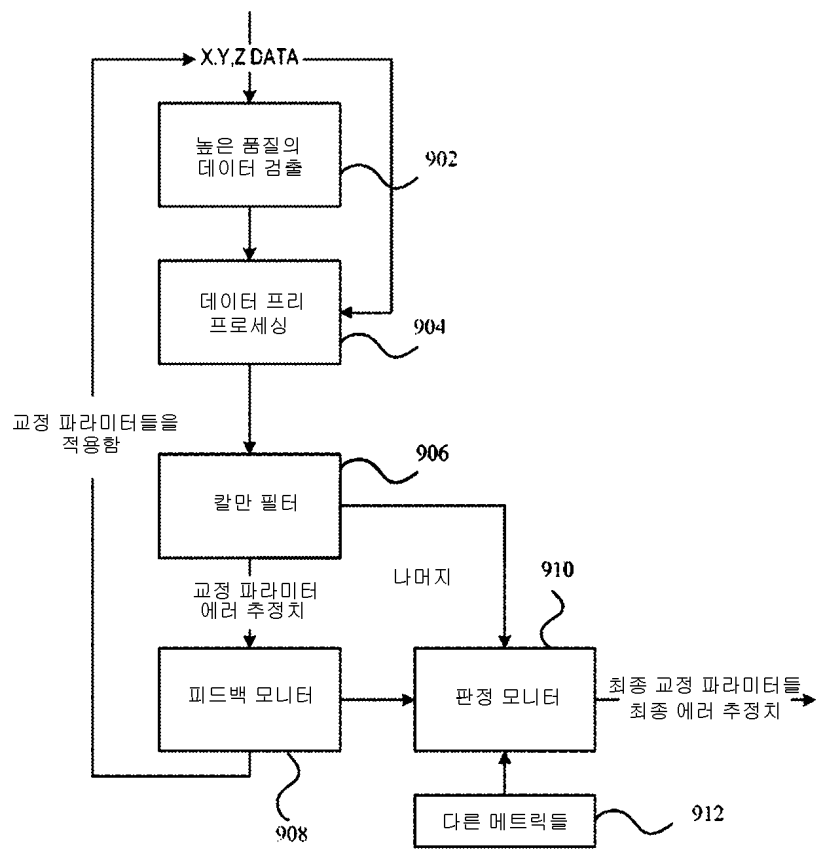 X.Y,Z DATA
높은 품질의
데이터 검출
902
데이터 프리
프로세싱
904
교정 파라미터들을
적용함
906
칼만 필터
교정 파라미터
에러 추정치
나머지
910
피드백 모니터
판정 모니터
최종 교정 파라미터들
최종 에러 추정치
908
다른 메트릭들
912